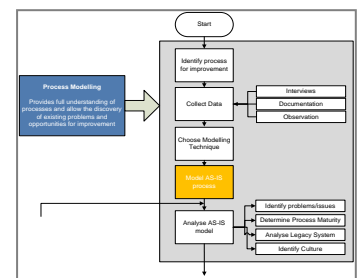 Start
Identify process
for improvement
Process Modelling
Provides full understanding of
processes and allow the discovery
of existing problems and
opportunities for improvement
Collect Data
Interviews
Documentation
Observation
Choose Modelling
Technique
Model AS-IS
process
Analyse AS-IS
model
Identify problems/issues
Determine Process Maturity
Analyse Legacy System
Identify Culture